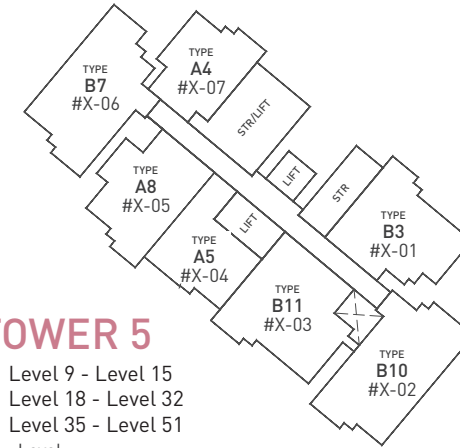 TYPE
B7
#X-06
TYPE
A4
#X-07
STR/LIFT
LIFT
STR
TYPE
B3
#X-01
TYPE
A8
#X-05
LIFT
TYPE
A5
#X-04
TYPE
B11
#X-03
TYPE
B10
#X-02
OWER 5
Level 9 - Level 15
Level 18 - Level 32
Level 35 - Level 51